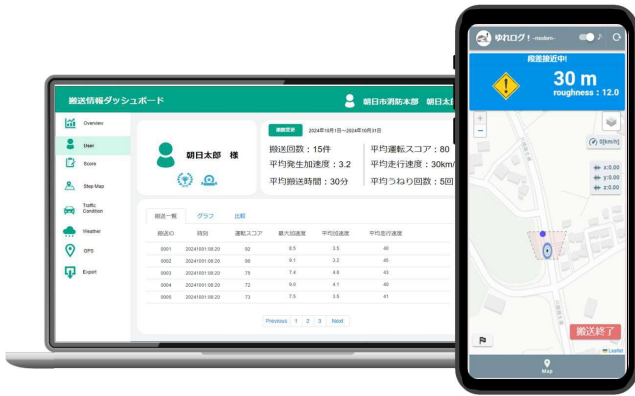 搬送情報ダッシュボード
朝日市消防本部 朝日太
Overview
User
Score
Step Map
Traffic Condition
Weather
GPS
Export
朝日太郎 様
期間変更 2024年10月1日~2024年10月31日
搬送回数：15件
平均発生加速度：3.2
平均搬送時間：30分
平均運転スコア：80
平均走行速度：30km/
平均うねり回数：5回
搬送一覧 グラフ 比較
搬送ID 時刻 運転スコア 最大加速度 平均加速度 平均走行速度
0001 20241001:08:20 92 8.5 3.5 40
0002 20241001:08:20 90 9.1 3.2 45
0003 20241001:08:20 75 7.4 4.8 43
0004 20241001:08:20 72 9.0 4.1 40
0005 20241001:08:20 73 7.5 3.5 41
Previous 1 2 3 Next
ゆれログ！-modern-
段差接近中!
30 m
roughness : 12.0
+
−
0[km/h]
x:0.00
y:0.00
z:0.00
搬送終了
Leaflet
Map